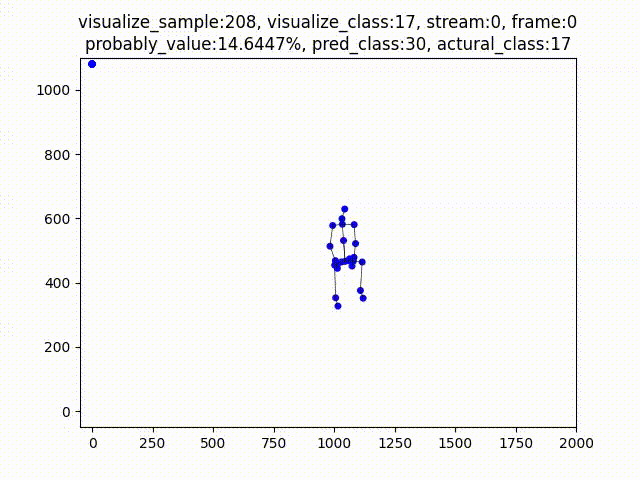 visualize_sample:208, visualize_class:17, stream:0, frame:0
probably_value:14.6447%, pred_class:30, actural_class:17
1000
800
600
400
200
0
0 250 500 750 1000 1250 1500 1750 2000